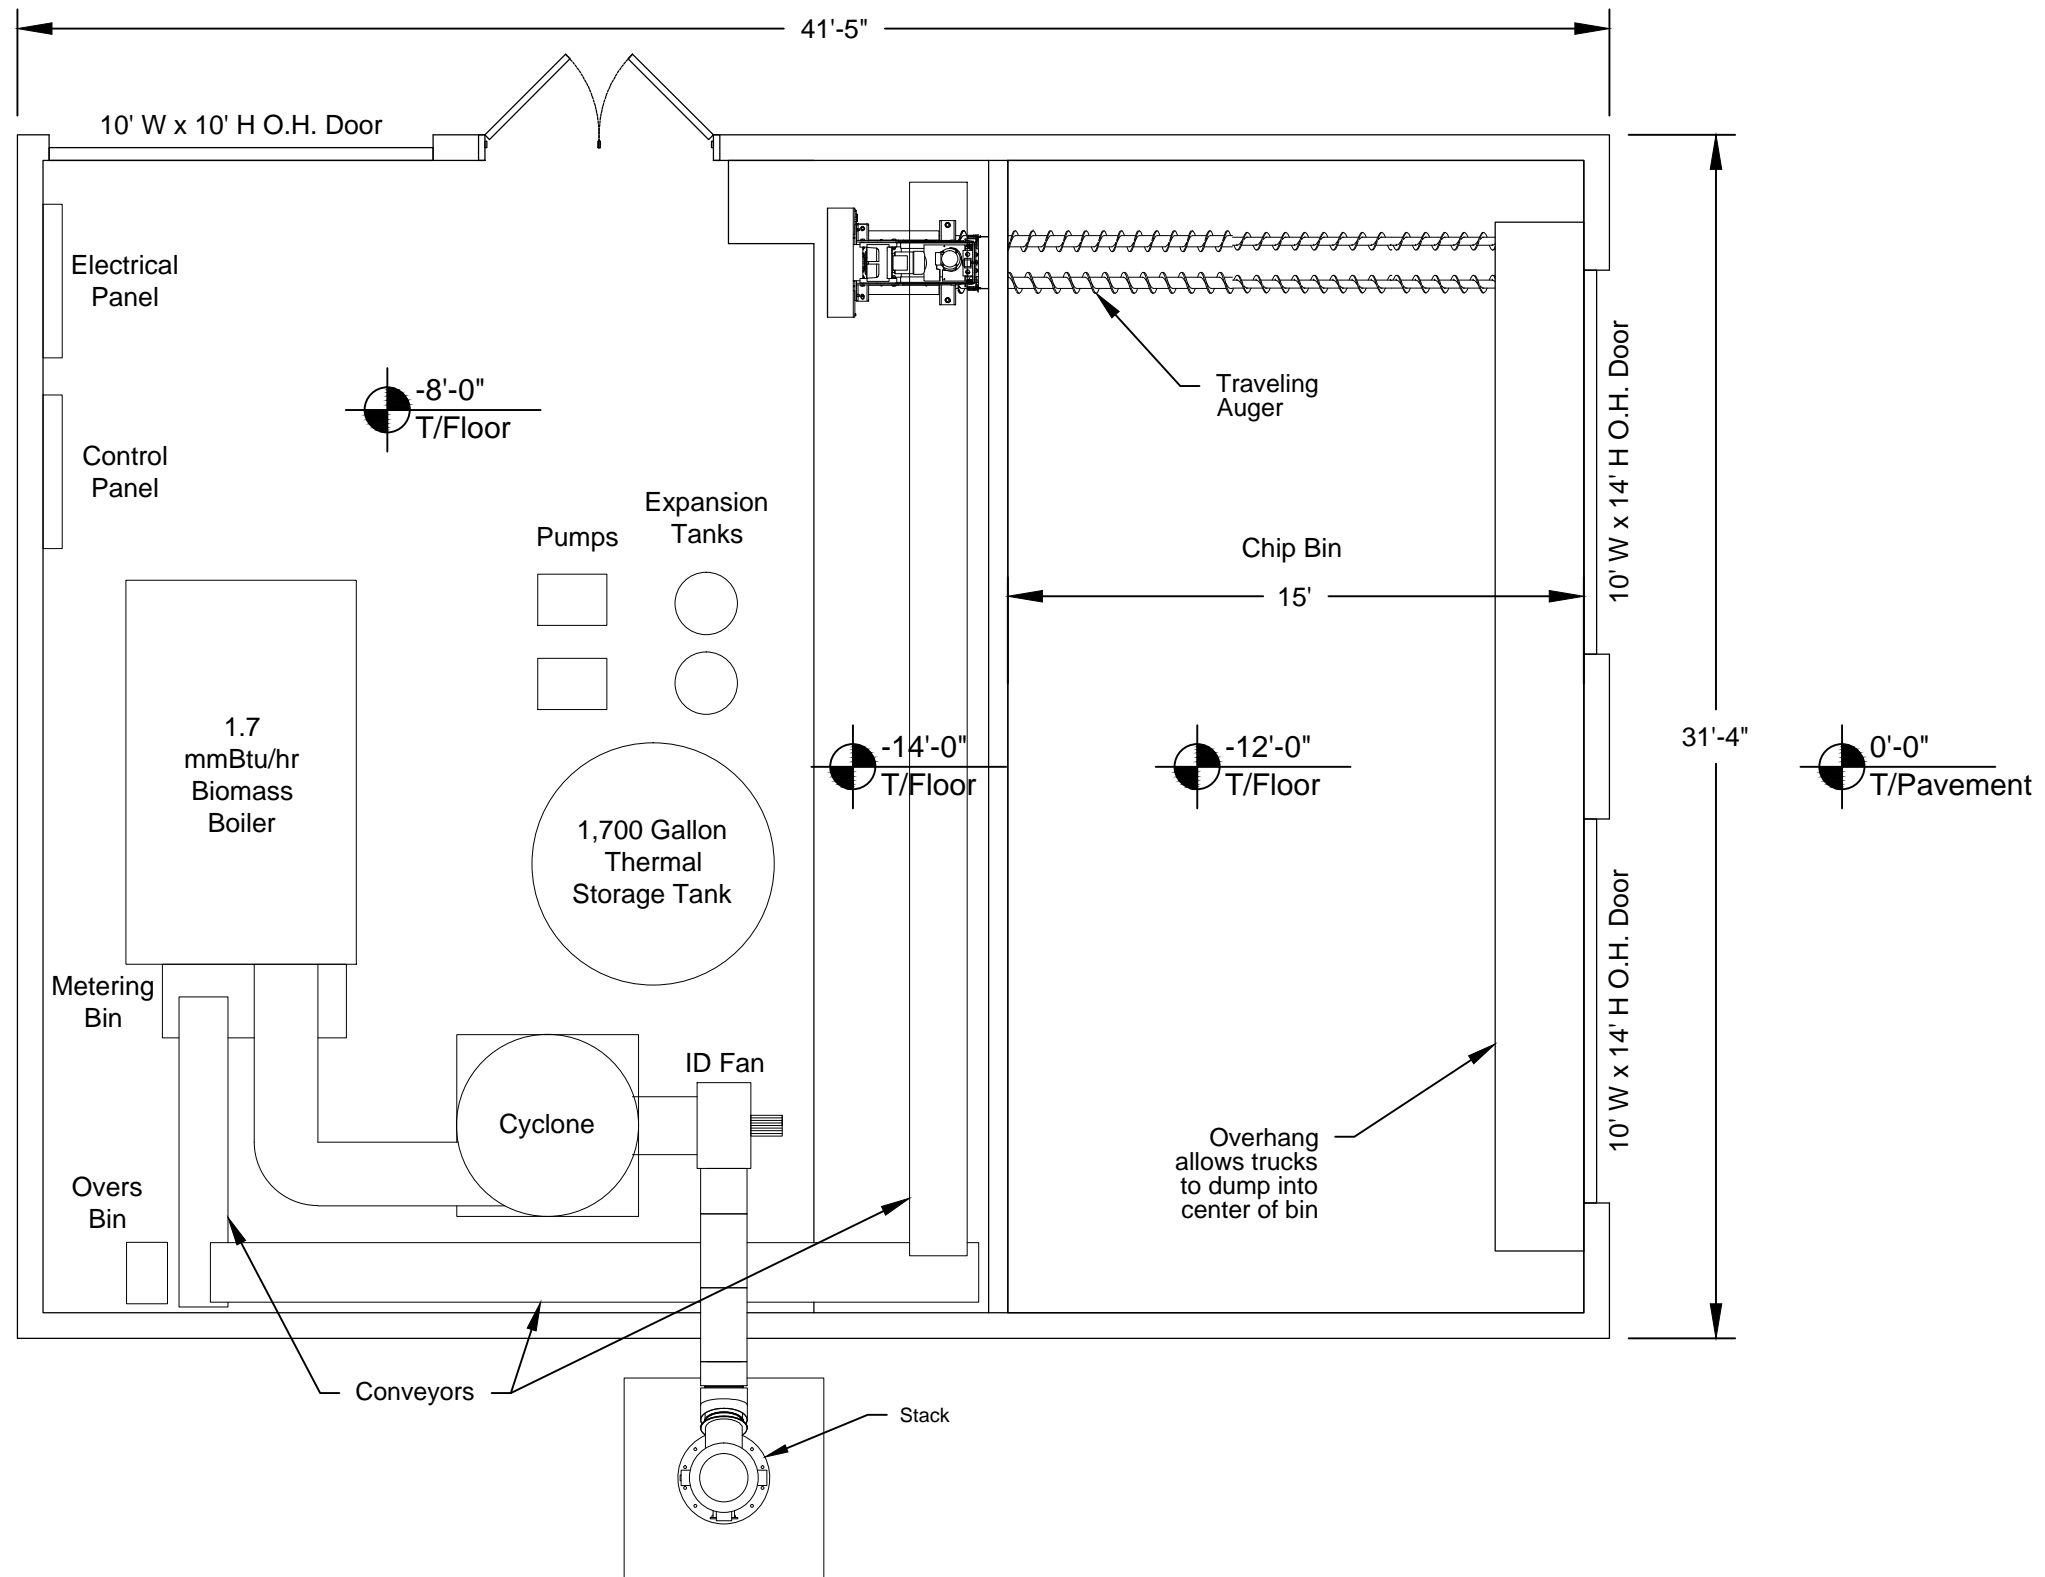 41'-5"
10' W x 10' H O.H. Door
Electrical
Panel
-8'-0"
T/Floor
Control
Panel
Traveling
Auger
10' W x 14' H O.H. Door
Expansion
Tanks
Pumps
Chip Bin
15'
1.7
mmBtu/hr
Biomass
Boiler
-14'-0"
T/Floor
-12'-0"
T/Floor
31'-4"
0'-0"
T/Pavement
1,700 Gallon
Thermal
Storage Tank
Metering
Bin
10' W x 14' H O.H. Door
ID Fan
Cyclone
Overhang
allows trucks
to dump into
center of bin
Overs
Bin
Conveyors
Stack